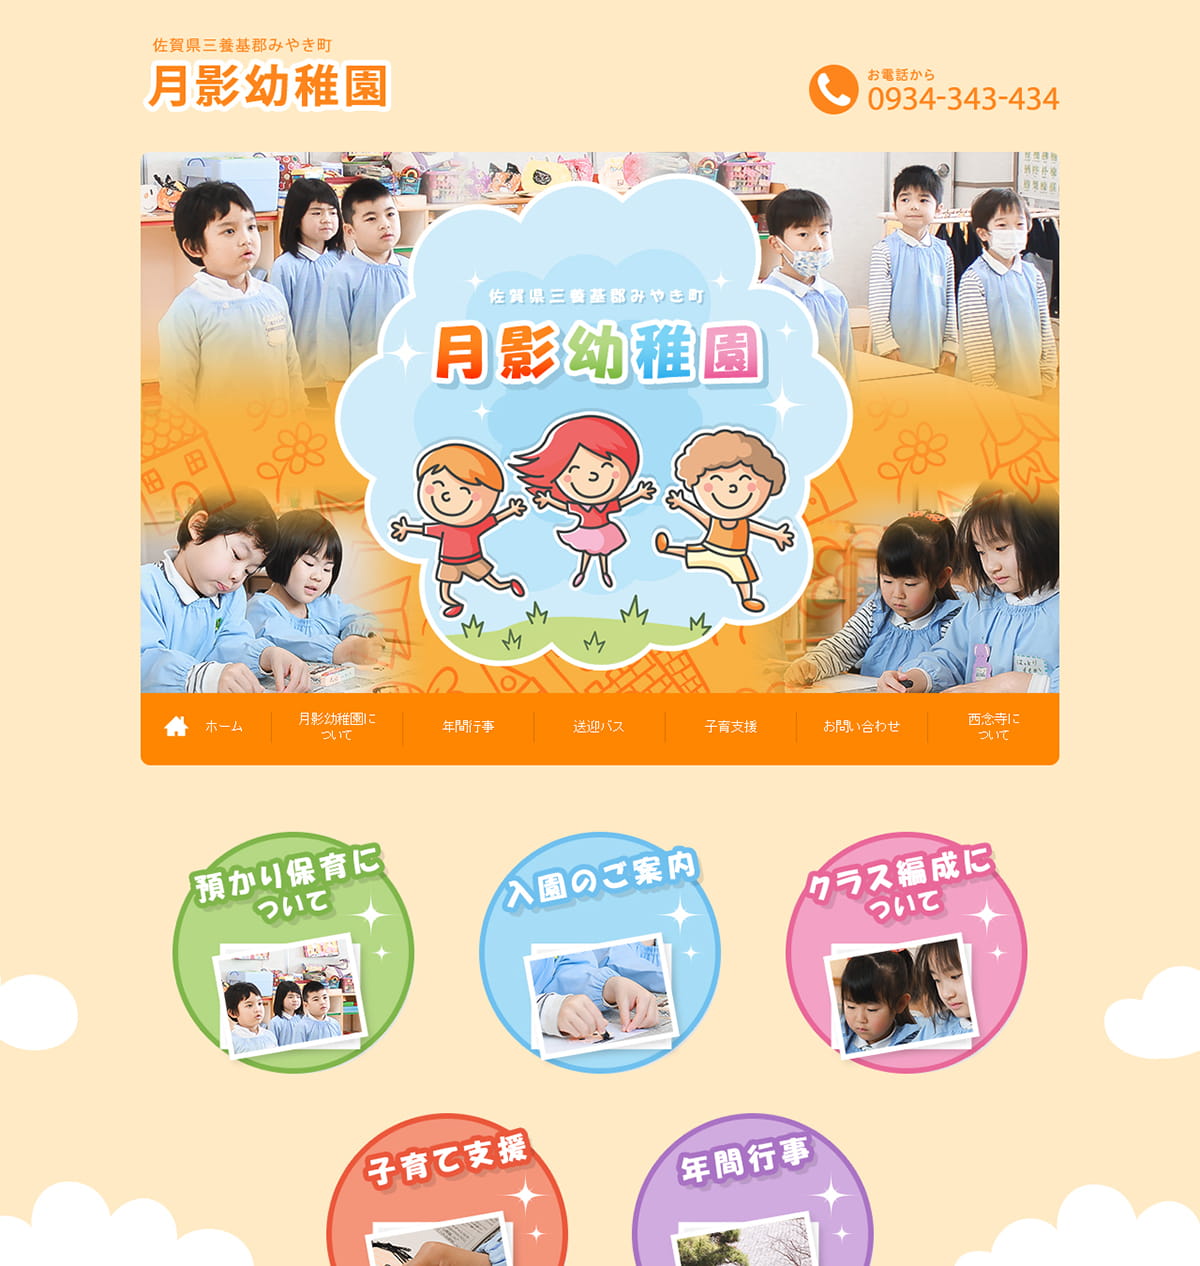 佐賀県三養基郡みやき町
月影幼稚園
お電話から
0934-343-434
佐賀県三養基郡みやき町
月影幼稚園
ホーム
月影幼稚園に
ついて
年間行事
送迎バス
子育支援
お問い合わせ
西念寺に
ついて
預かり保育に
ついて
入園のご案内
クラス編成に
ついて
子育て支援
年間行事